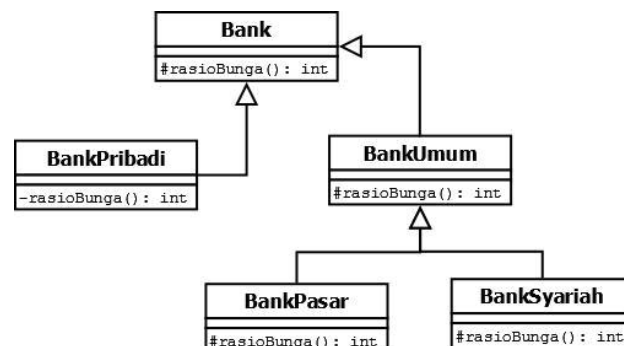 Bank
#rasioBunga(): int
BankPribadi
-rasioBunga(): int
BankUmum
#rasioBunga(): int
BankPasar
#rasioBunga(): int
BankSyariah
#rasioBunga(): int